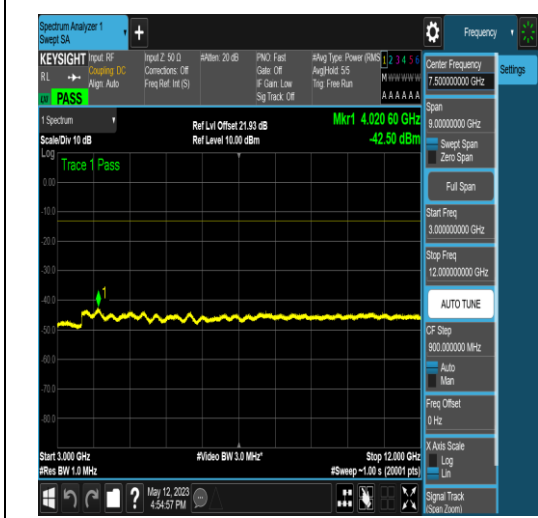 Spectrum Analyzer 1
Swept SA
+
Frequency
KEYSIGHT
RL
Input: RF
Coupling: DC
Align: Auto
Input Z: 50 Ω
Corrections: Off
Freq Ref: Int (S)
#Atten: 20 dB
PNO: Fast
Gate: Off
IF Gain: Low
Sig Track: Off
#Avg Type: Power (RMS)
Avg|Hold: 5/5
Trig: Free Run
1 2 3 4 5 6
M W W W W W
A A A A A A
PASS
1 Spectrum
Scale/Div 10 dB
Ref Lvl Offset 21.93 dB
Ref Level 10.00 dBm
Mkr1 4.020 60 GHz
-42.50 dBm
Log
Trace 1 Pass
0.00
-10.0
-20.0
-30.0
-40.0
-50.0
-60.0
-70.0
-80.0
1
Start 3.000 GHz
#Res BW 1.0 MHz
#Video BW 3.0 MHz*
Stop 12.000 GHz
#Sweep ~1.00 s (20001 pts)
?
May 12, 2023
4:54:57 PM
Center Frequency
7.500000000 GHz
Settings
Span
9.00000000 GHz
Swept Span
Zero Span
Full Span
Start Freq
3.000000000 GHz
Stop Freq
12.000000000 GHz
AUTO TUNE
CF Step
900.000000 MHz
Auto
Man
Freq Offset
0 Hz
X Axis Scale
Log
Lin
Signal Track
(Span Zoom)